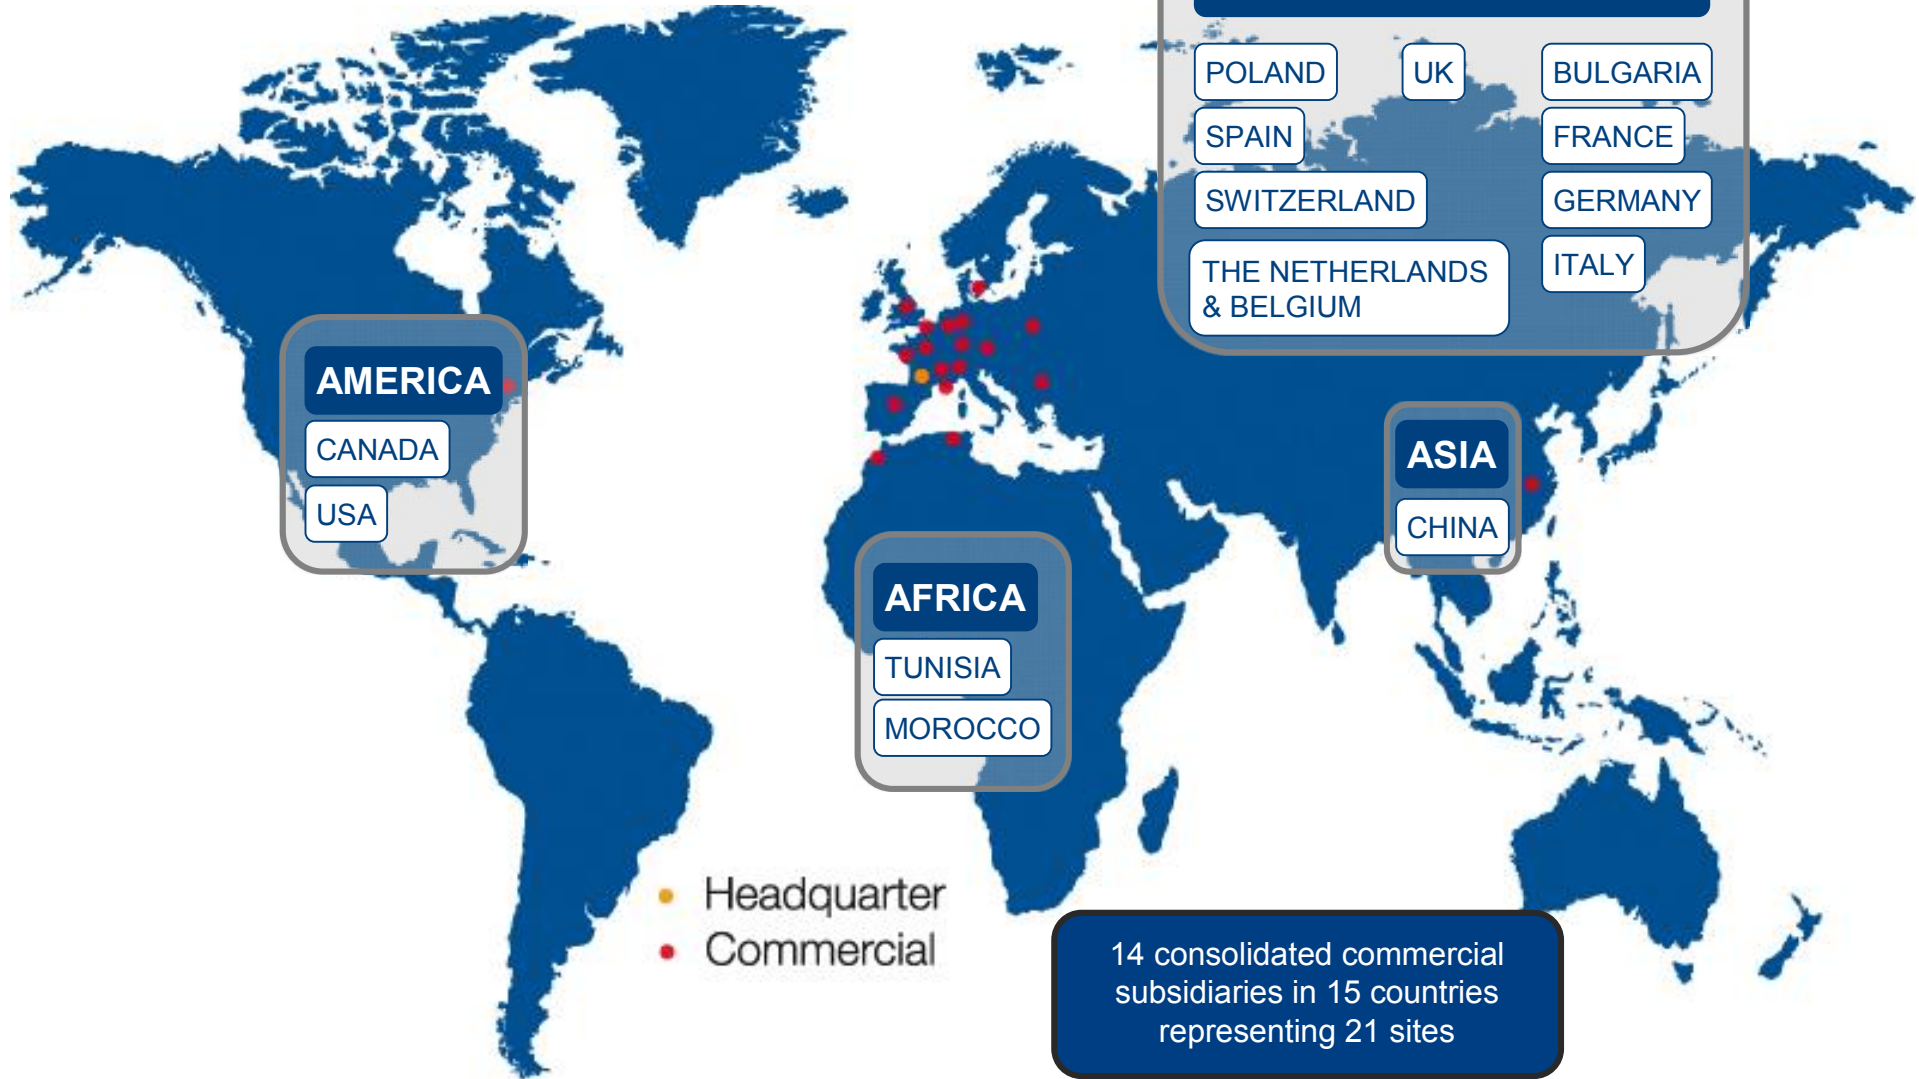 POLAND
UK
BULGARIA
SPAIN
FRANCE
SWITZERLAND
GERMANY
THE NETHERLANDS
& BELGIUM
ITALY
AMERICA
CANADA
USA
ASIA
CHINA
AFRICA
TUNISIA
MOROCCO
Headquarter
Commercial
14 consolidated commercial
subsidiaries in 15 countries
representing 21 sites